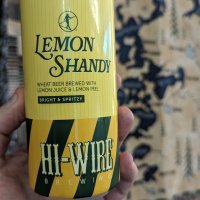 LEMON
SHANDY
WHEAT BEER BREWED WITH
LEMON JUICE & LEMON PEEL
BRIGHT & SPRITZY
HI-WIRE
BREWING